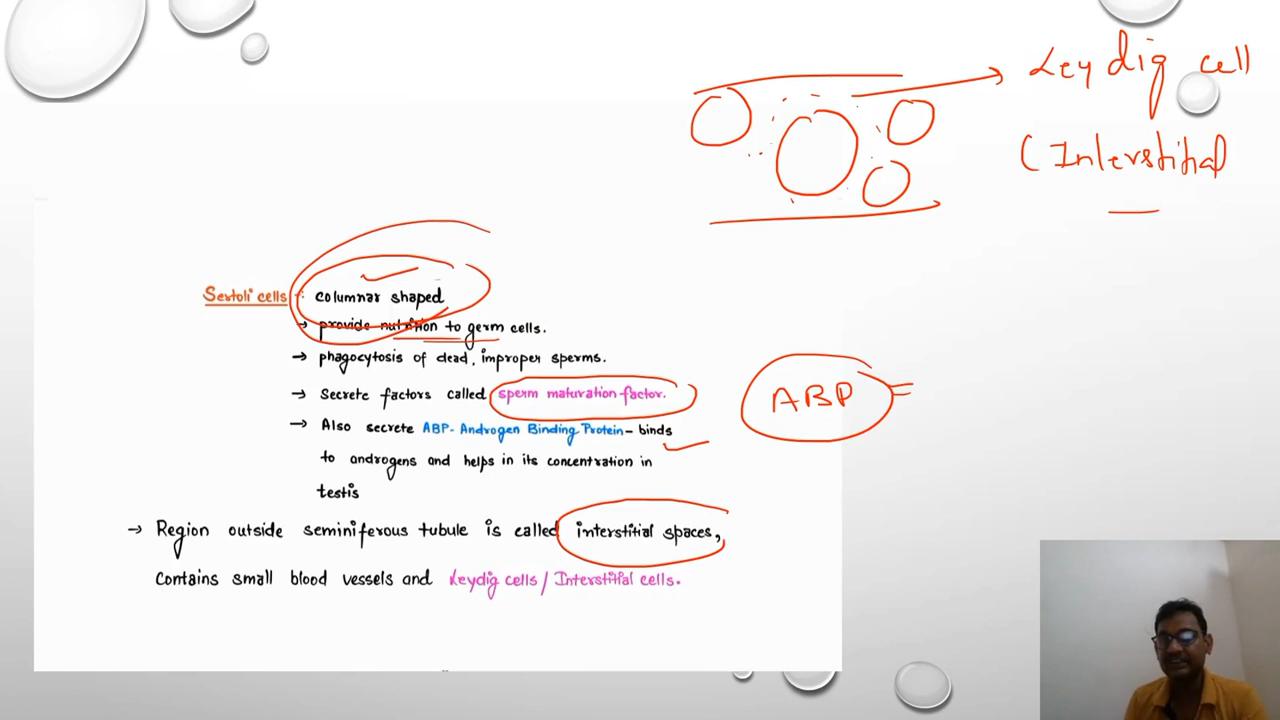 Leydig cell
(Interstitial
Sertoli cells :- columnar shaped
→ provide nutrition to germ cells.
→ phagocytosis of dead, improper sperms.
→ Secrete factors called sperm maturation factor.
→ Also secrete ABP- Androgen Binding Protein - binds
to androgens and helps in its concentration in
testis
ABP =
→ Region outside seminiferous tubule is called interstitial spaces,
Contains small blood vessels and Leydig cells / Interstitial cells.